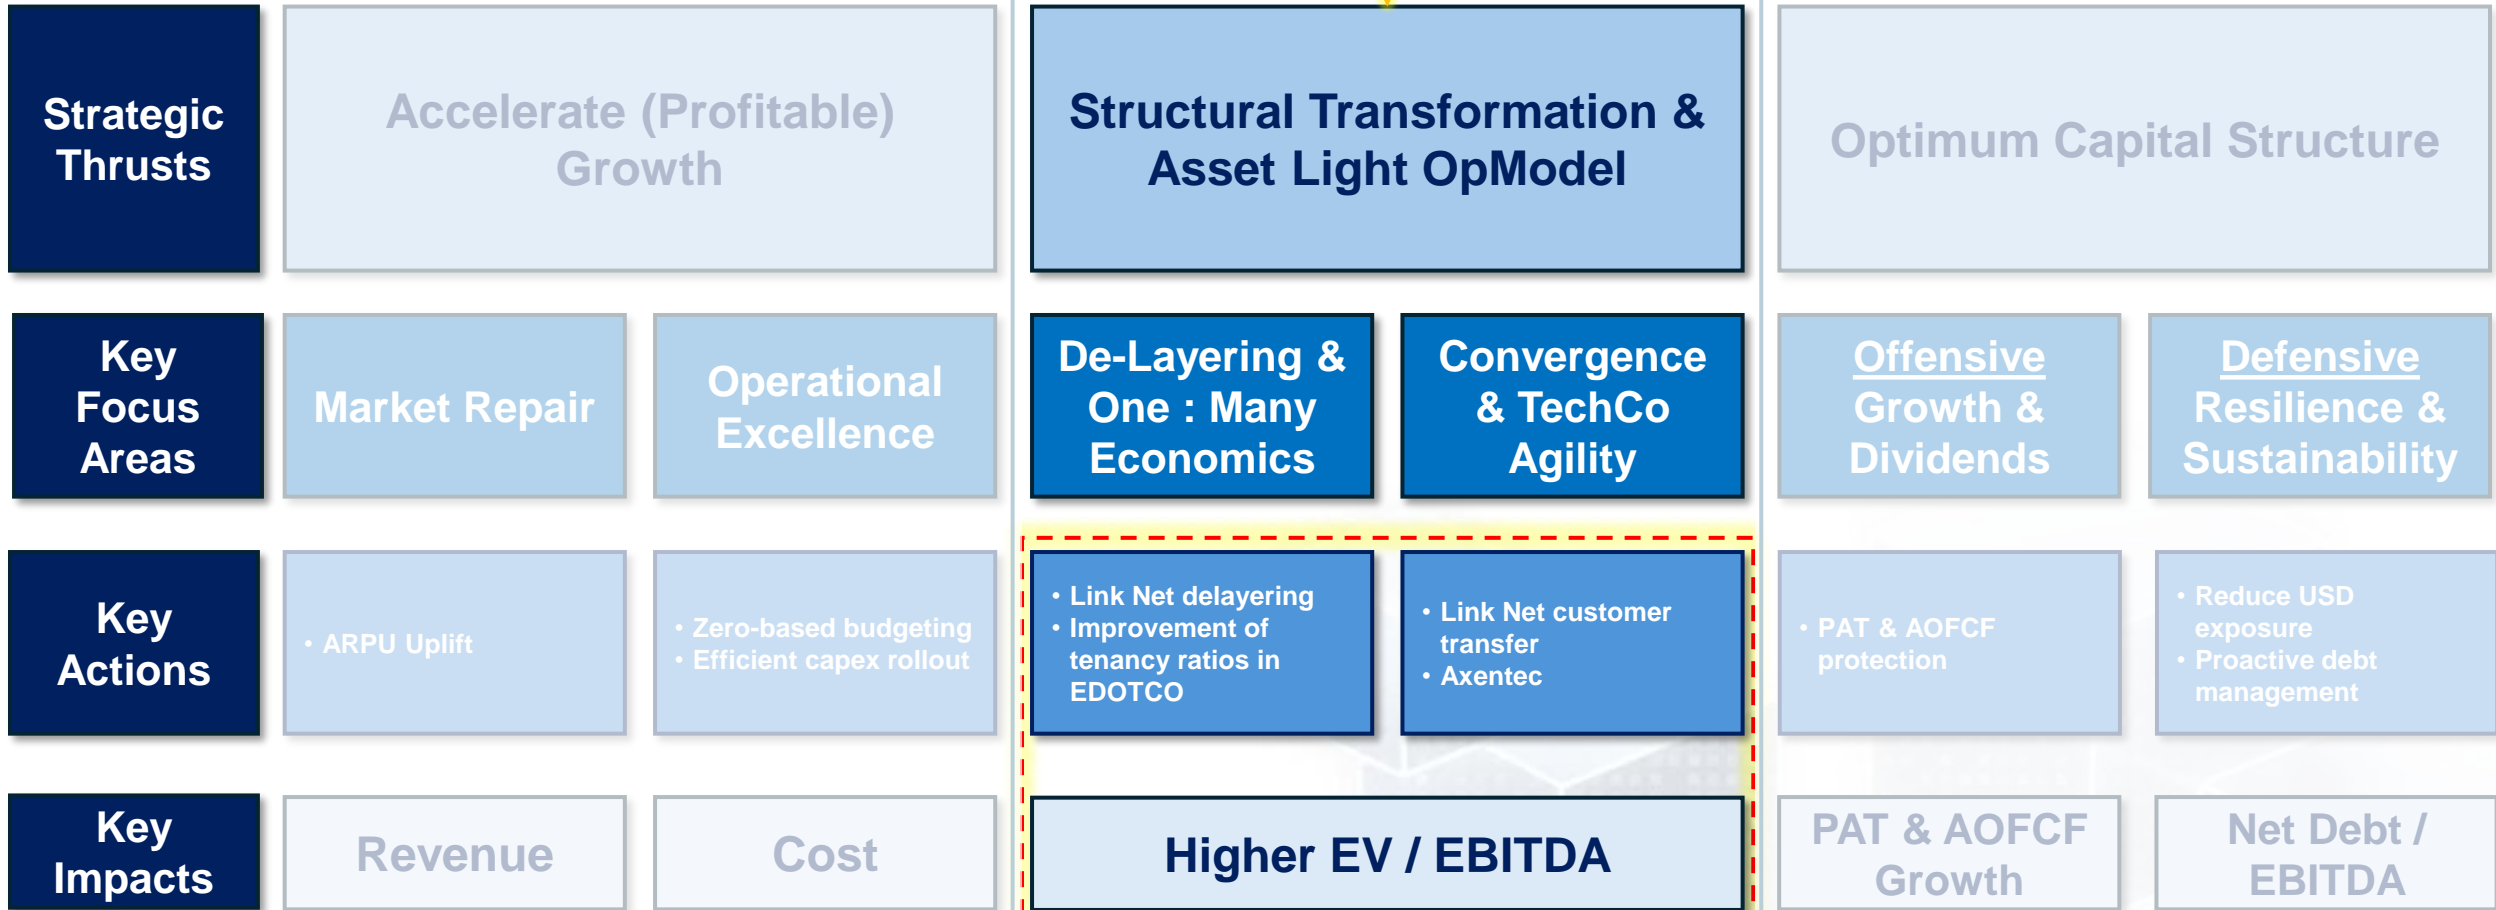 Strategic
Thrusts
Accelerate (Profitable)
Growth
Structural Transformation &
Asset Light OpModel
Optimum Capital Structure
Key
Focus
Areas
Market Repair
Operational
Excellence
De-Layering &
One : Many
Economics
Convergence
& TechCo
Agility
Offensive
Growth &
Dividends
Defensive
Resilience &
Sustainability
Key
Actions
• ARPU Uplift
• Zero-based budgeting
• Efficient capex rollout
• Link Net delayering
• Improvement of
tenancy ratios in
EDOTCO
• Link Net customer
transfer
• Axentec
• PAT & AOFCF
protection
• Reduce USD
exposure
• Proactive debt
management
Key
Impacts
Revenue
Cost
Higher EV / EBITDA
PAT & AOFCF
Growth
Net Debt /
EBITDA